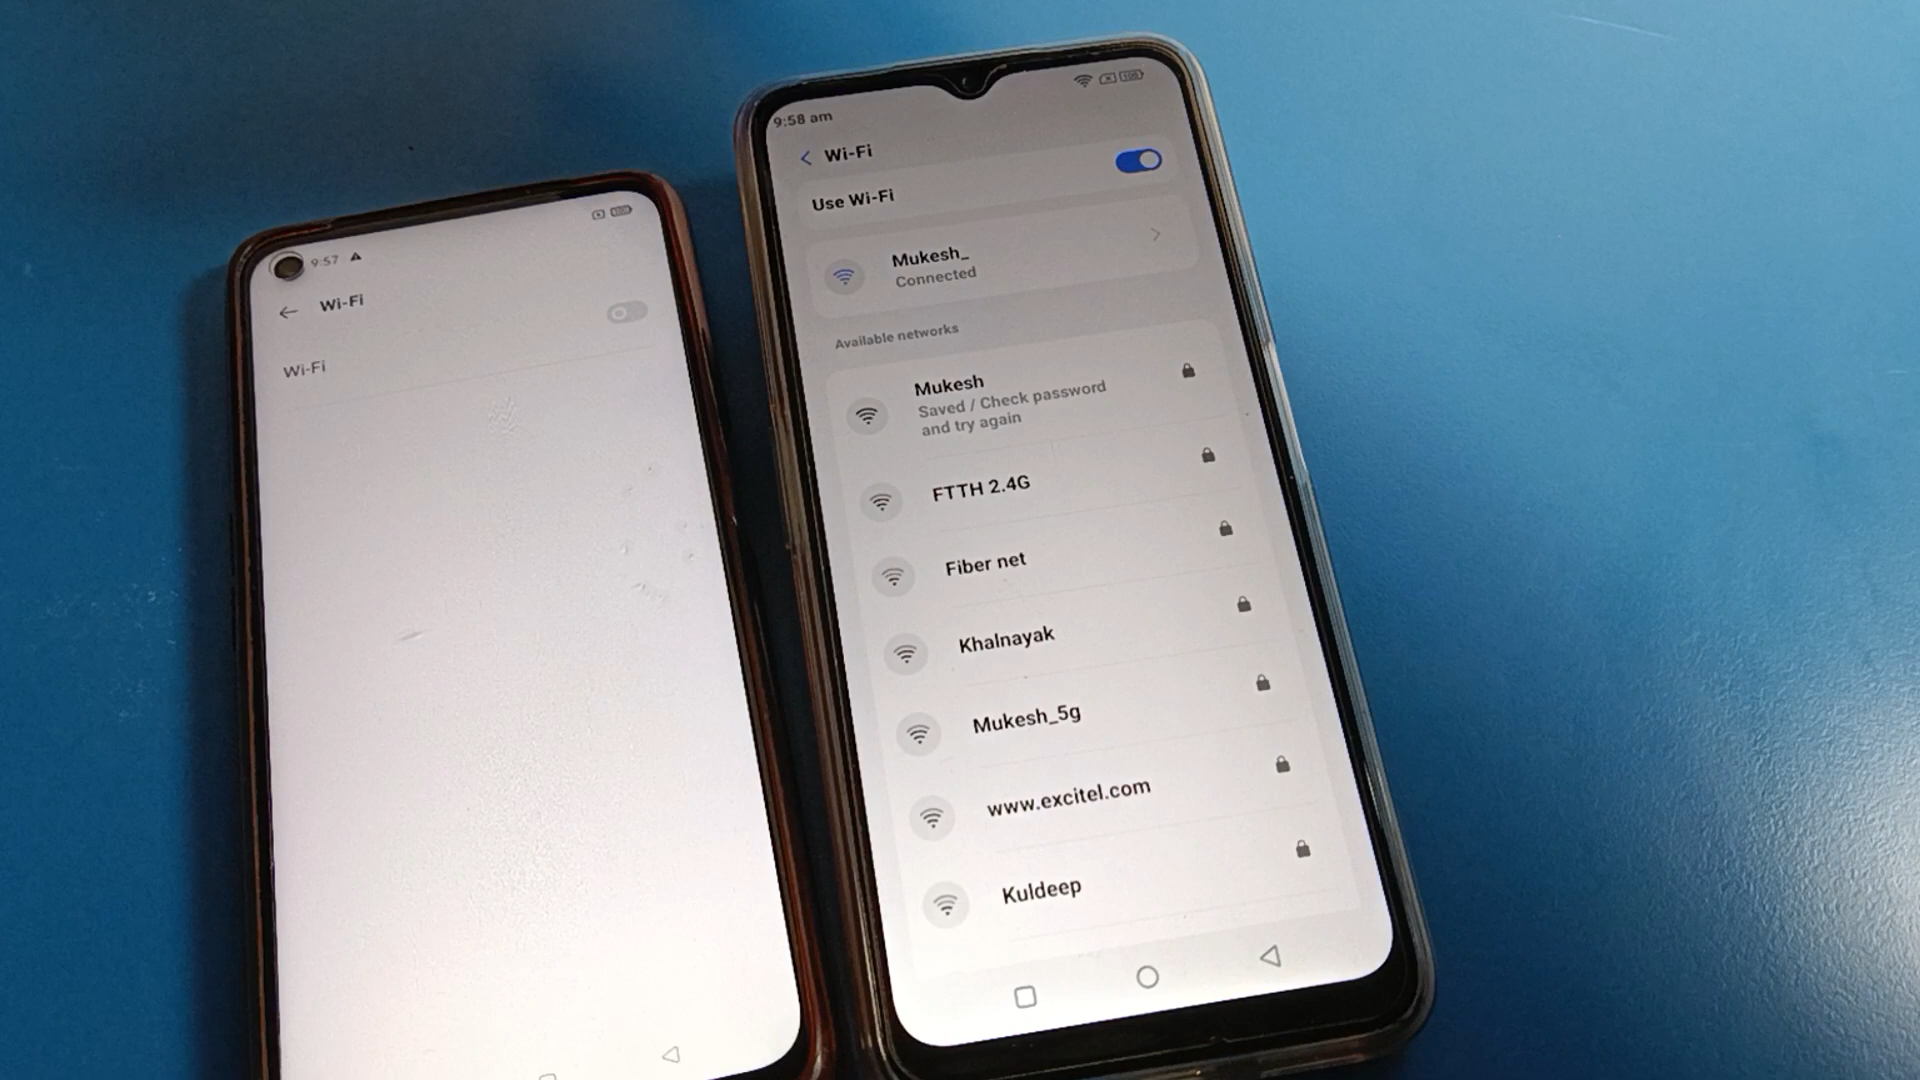 9:57
Wi-Fi
Wi-Fi
9:58 am
Wi-Fi
Use Wi-Fi
Mukesh_
Connected
Available networks
Mukesh
Saved / Check password
and try again
FTTH 2.4G
Fiber net
Khalnayak
Mukesh_5g
www.excitel.com
Kuldeep